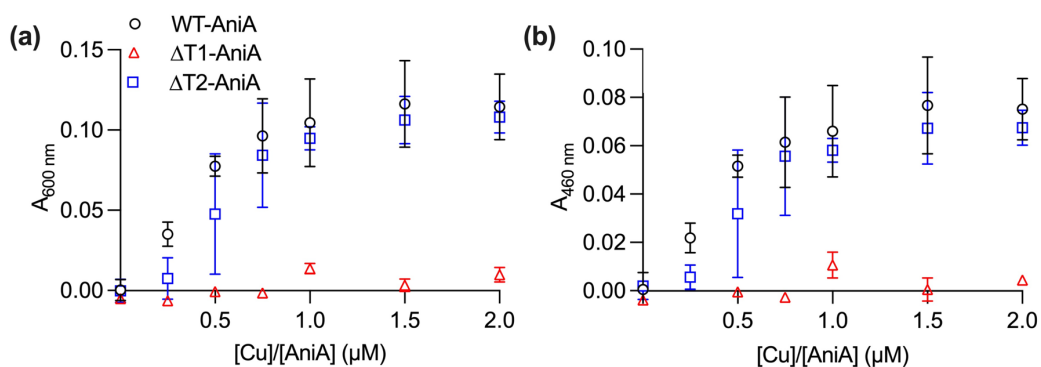 (a)
WT-AniA
ΔT1-AniA
ΔT2-AniA
A600 nm
0.15
0.10
0.05
0.00
0.5 1.0 1.5 2.0
[Cu]/[AniA] (μM)
(b)
A460 nm
0.10
0.08
0.06
0.04
0.02
0.00
0.5 1.0 1.5 2.0
[Cu]/[AniA] (μM)